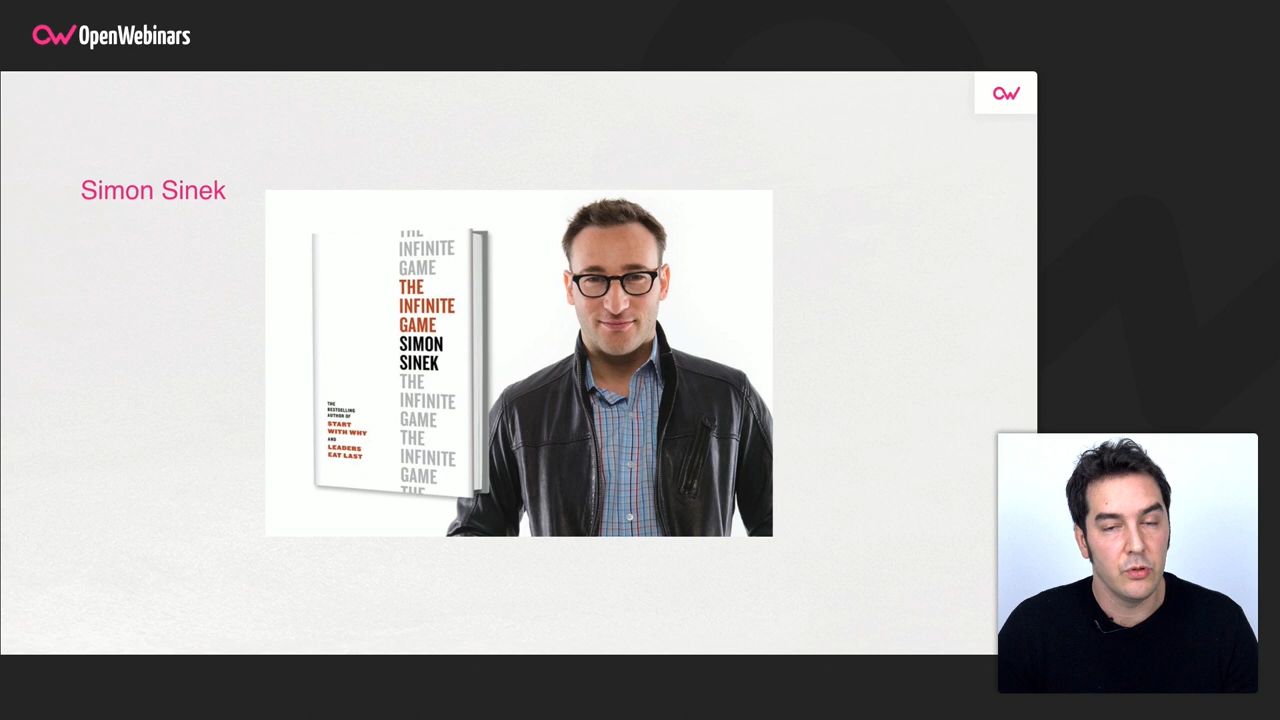 OpenWebinars
Simon Sinek
INFINITE
GAME
THE
INFINITE
GAME
SIMON
SINEK
THE
INFINITE
GAME
THE
INFINITE
GAME
THE
THE
BESTSELLING
AUTHOR OF
START
WITH WHY
AND
LEADERS
EAT LAST